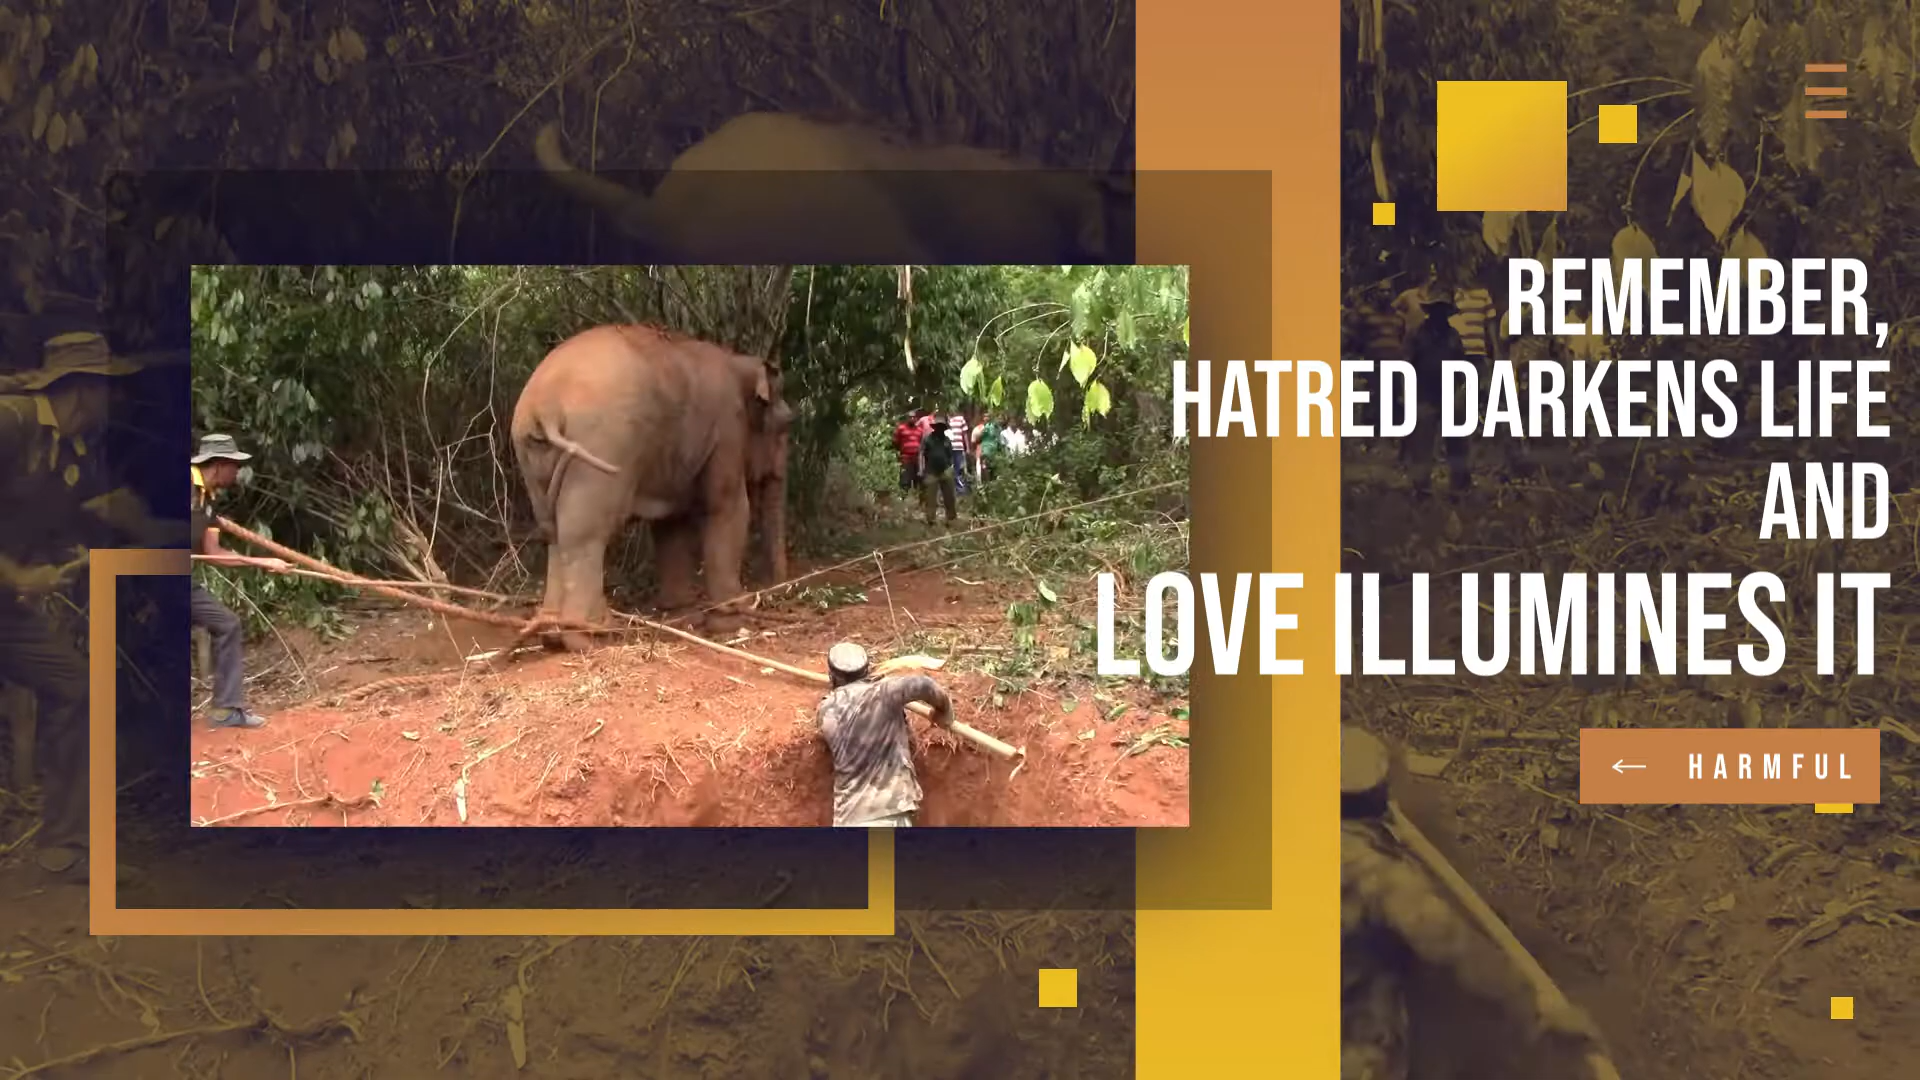 REMEMBER,
HATRED DARKENS LIFE
AND
LOVE ILLUMINES IT
HARMFUL